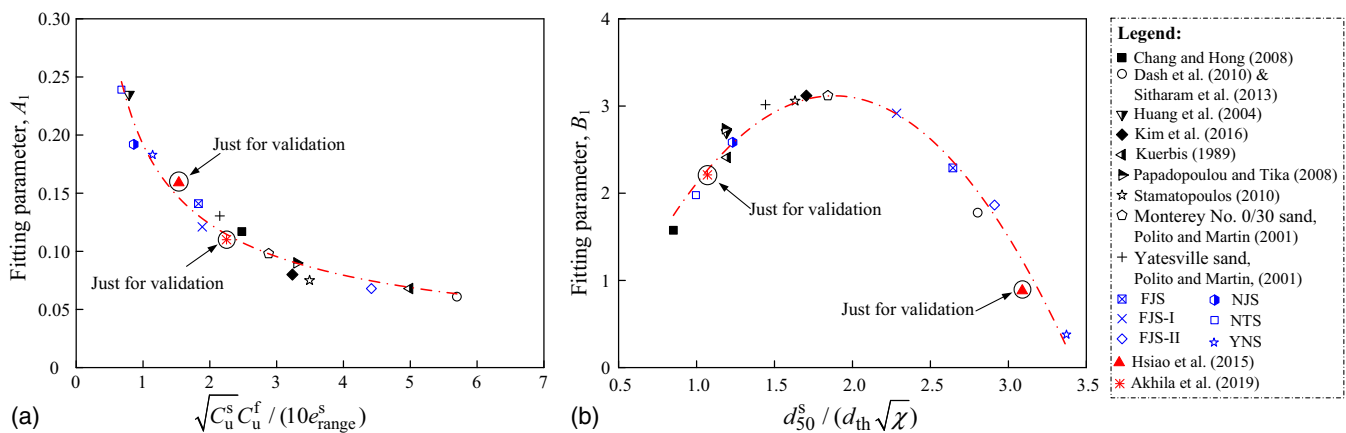 0.30
0.25
0.20
0.15
0.10
0.05
0.00
Fitting parameter, A₁
Just for validation
Just for validation
0
1
2
3
4
5
6
7
(a)
√Cᵤˢ Cᵤᶠ / (10eˢrange)
4
3
2
1
0
Fitting parameter, B₁
Just for validation
Just for validation
0.5
1.0
1.5
2.0
2.5
3.0
3.5
(b)
dˢ₅₀ / (dth√χ)
Legend:
Chang and Hong (2008)
Dash et al. (2010) &
Sitharam et al. (2013)
Huang et al. (2004)
Kim et al. (2016)
Kuerbis (1989)
Papadopoulou and Tika (2008)
Stamatopoulos (2010)
Monterey No. 0/30 sand,
Polito and Martin (2001)
Yatesville sand,
Polito and Martin, (2001)
FJS NJS
FJS-I NTS
FJS-II YNS
Hsiao et al. (2015)
Akhila et al. (2019)